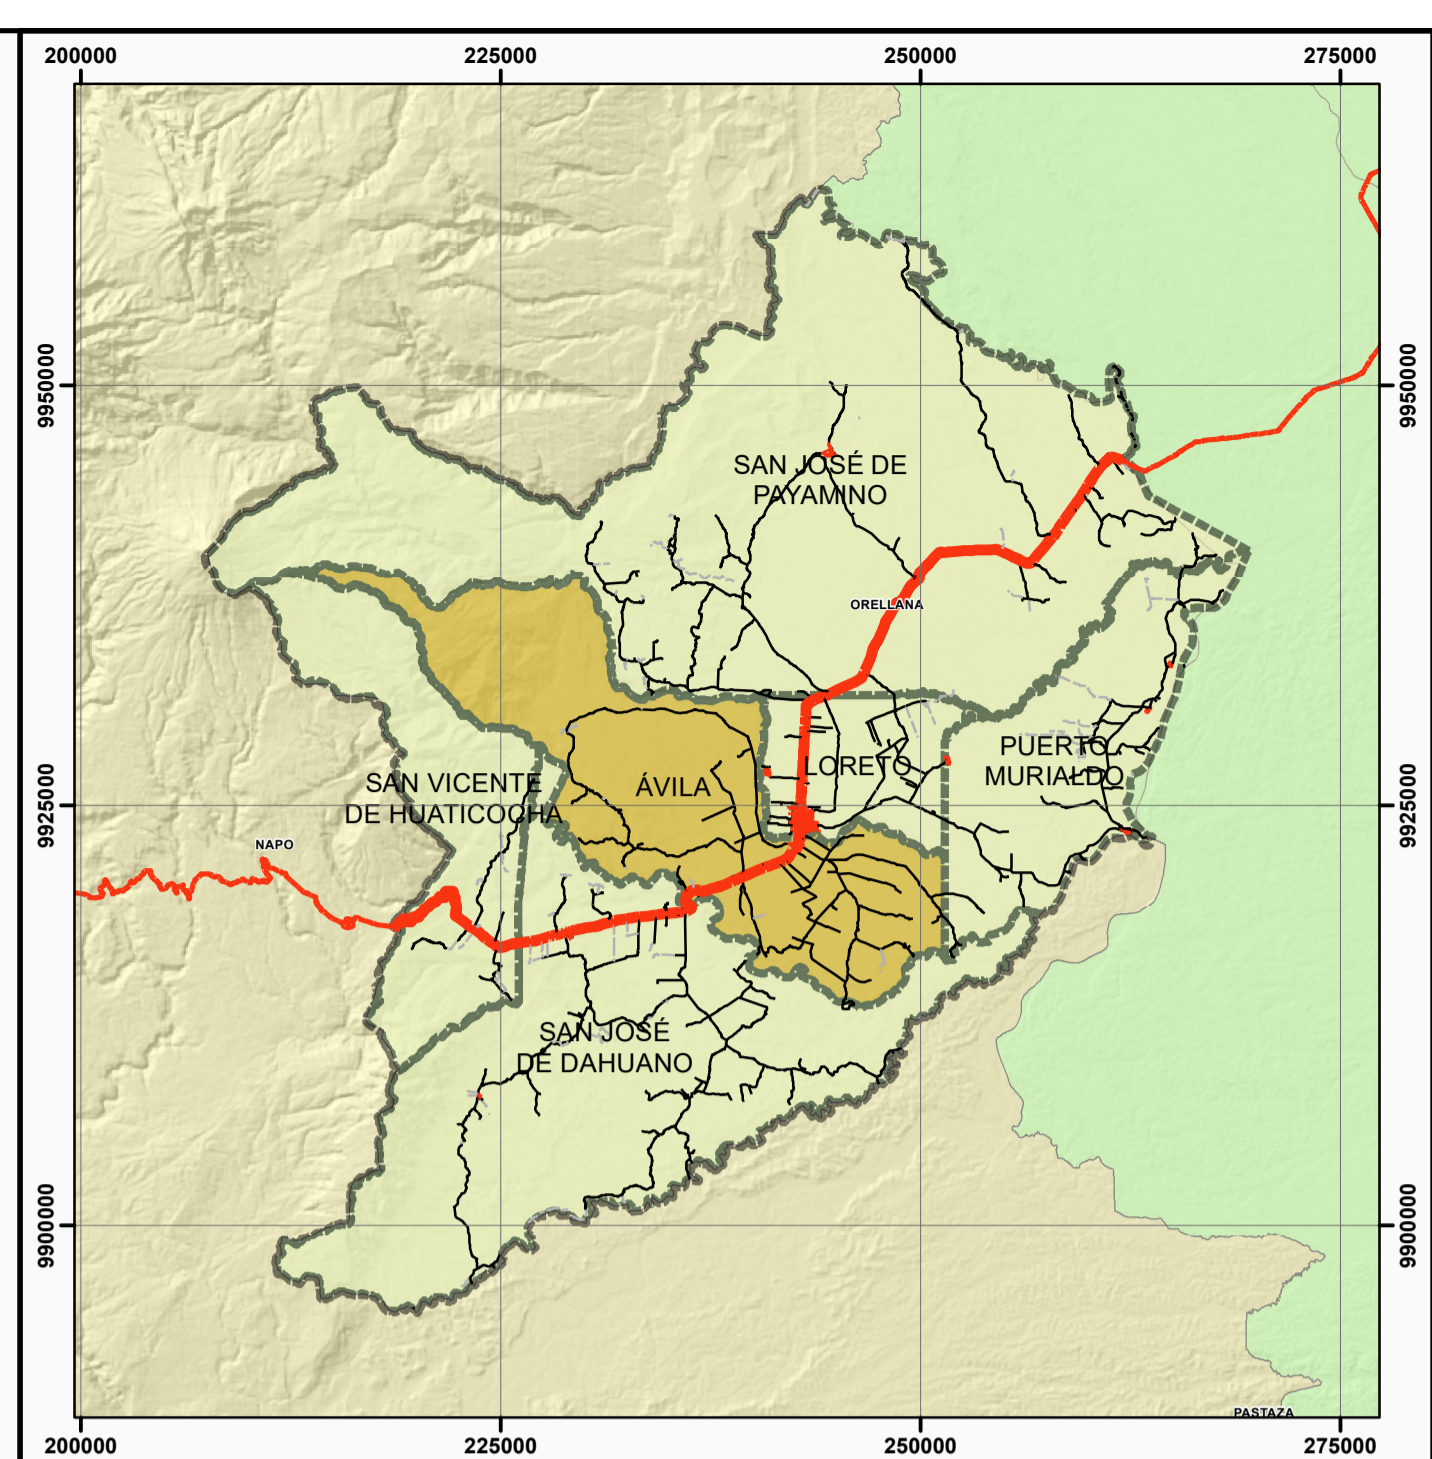 200000
225000
250000
275000
9950000
9950000
SAN JOSÉ DE
PAYAMINO
ORELLANA
PUERTO
MURIALDO
LORETO
ÁVILA
SAN VICENTE
DE HUATICOCHA
9925000
9925000
NAPO
SAN JOSÉ
DE DAHUANO
9900000
9900000
PASTAZA
200000
225000
250000
275000